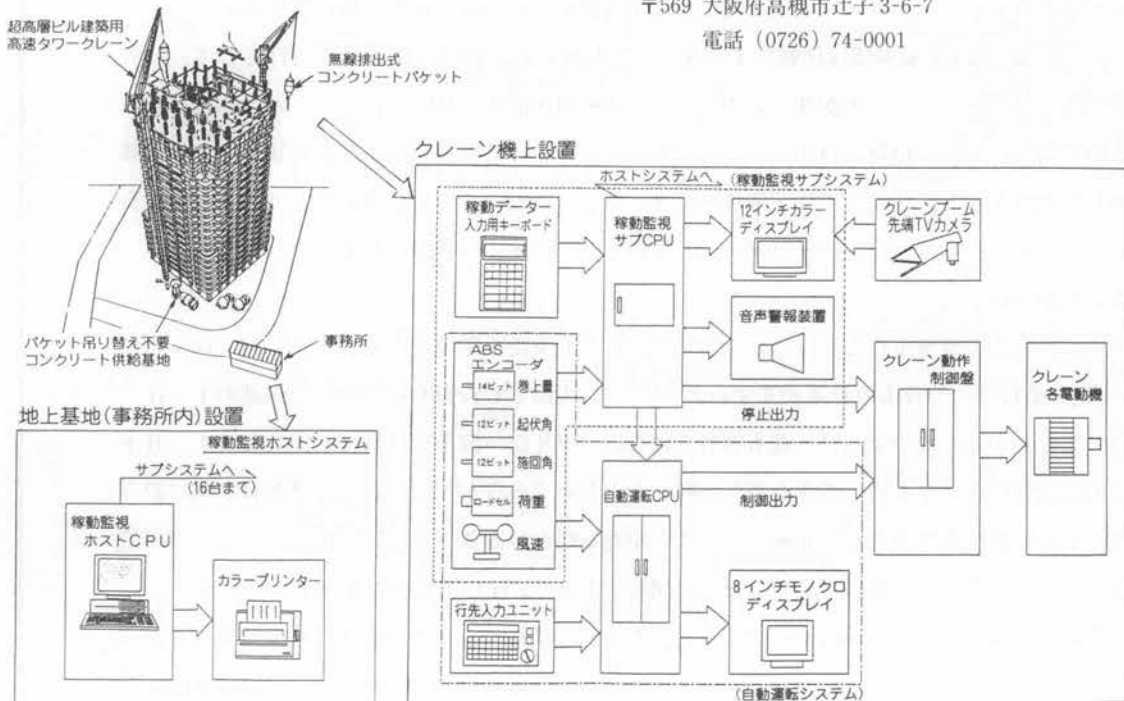 〒569 大阪府高槻市辻子3-6-7
電話 (0726) 74-0001
超高層ビル建築用
高速タワークレーン
無線排出式
コンクリートバケット
バケット吊り替え不要
コンクリート供給基地
事務所
地上基地(事務所内)設置
稼動監視ホストシステム
サブシステムへ
(16台まで)
稼動監視
ホストCPU
カラープリンター
クレーン機上設置
ホストシステムへ
(稼動監視サブシステム)
稼動データー
入力用キーボード
稼動監視
サブCPU
12インチカラー
ディスプレイ
クレーンブーム
先端TVカメラ
音声警報装置
ABS
エンコーダ
14ビット 巻上量
12ビット 起伏角
12ビット 施回角
ロードセル 荷重
風速
停止出力
クレーン動作
制御盤
クレーン
各電動機
自動運転CPU
制御出力
行先入力ユニット
8インチモノクロ
ディスプレイ
(自動運転システム)